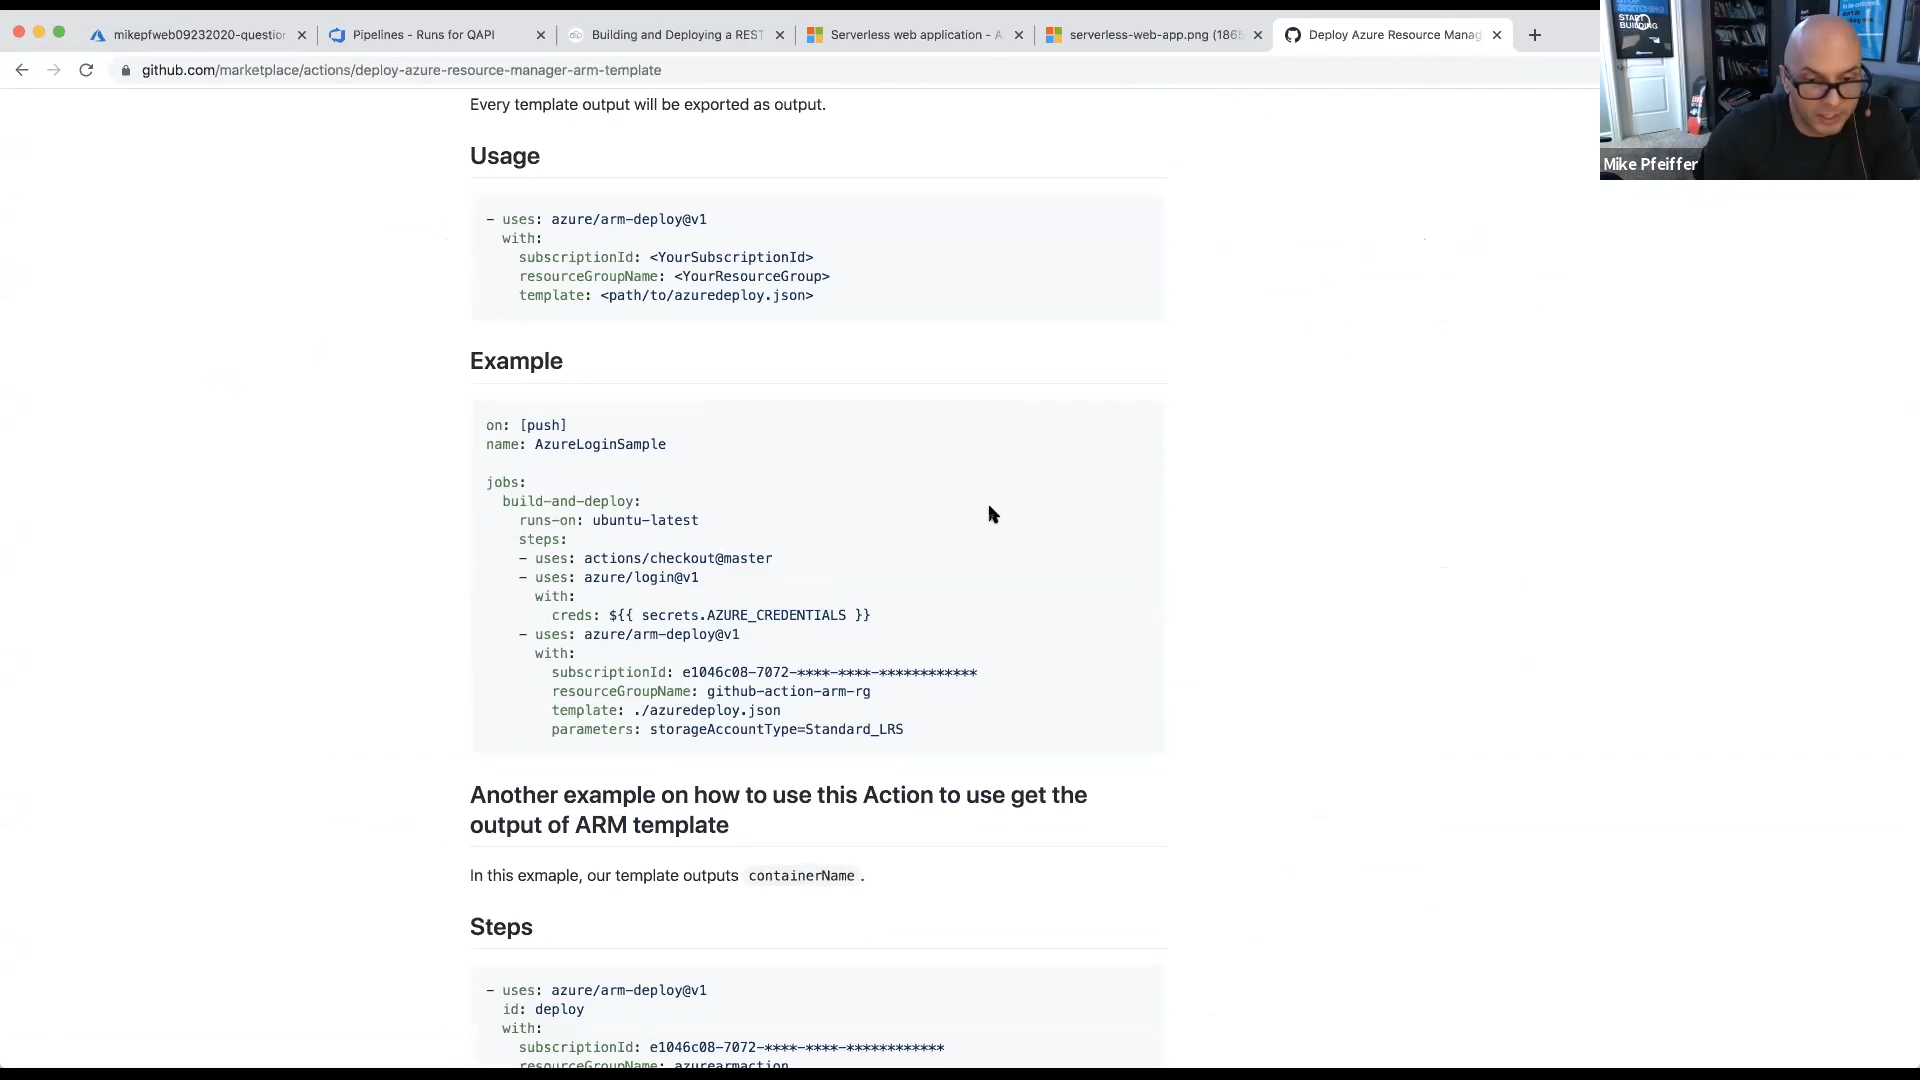 mikepfweb09232020-question
Pipelines - Runs for QAPI
Building and Deploying a REST
Serverless web application - A
serverless-web-app.png (1865
Deploy Azure Resource Manag
github.com/marketplace/actions/deploy-azure-resource-manager-arm-template
START
BUILDING
Mike Pfeiffer
Every template output will be exported as output.
Usage
- uses: azure/arm-deploy@v1
with:
subscriptionId: <YourSubscriptionId>
resourceGroupName: <YourResourceGroup>
template: <path/to/azuredeploy.json>
Example
on: [push]
name: AzureLoginSample
jobs:
build-and-deploy:
runs-on: ubuntu-latest
steps:
- uses: actions/checkout@master
- uses: azure/login@v1
with:
creds: ${{ secrets.AZURE_CREDENTIALS }}
- uses: azure/arm-deploy@v1
with:
subscriptionId: e1046c08-7072-****-****-************
resourceGroupName: github-action-arm-rg
template: ./azuredeploy.json
parameters: storageAccountType=Standard_LRS
Another example on how to use this Action to use get the
output of ARM template
In this exmaple, our template outputs containerName .
Steps
- uses: azure/arm-deploy@v1
id: deploy
with:
subscriptionId: e1046c08-7072-****-****-************
resourceGroupName: azurearmaction